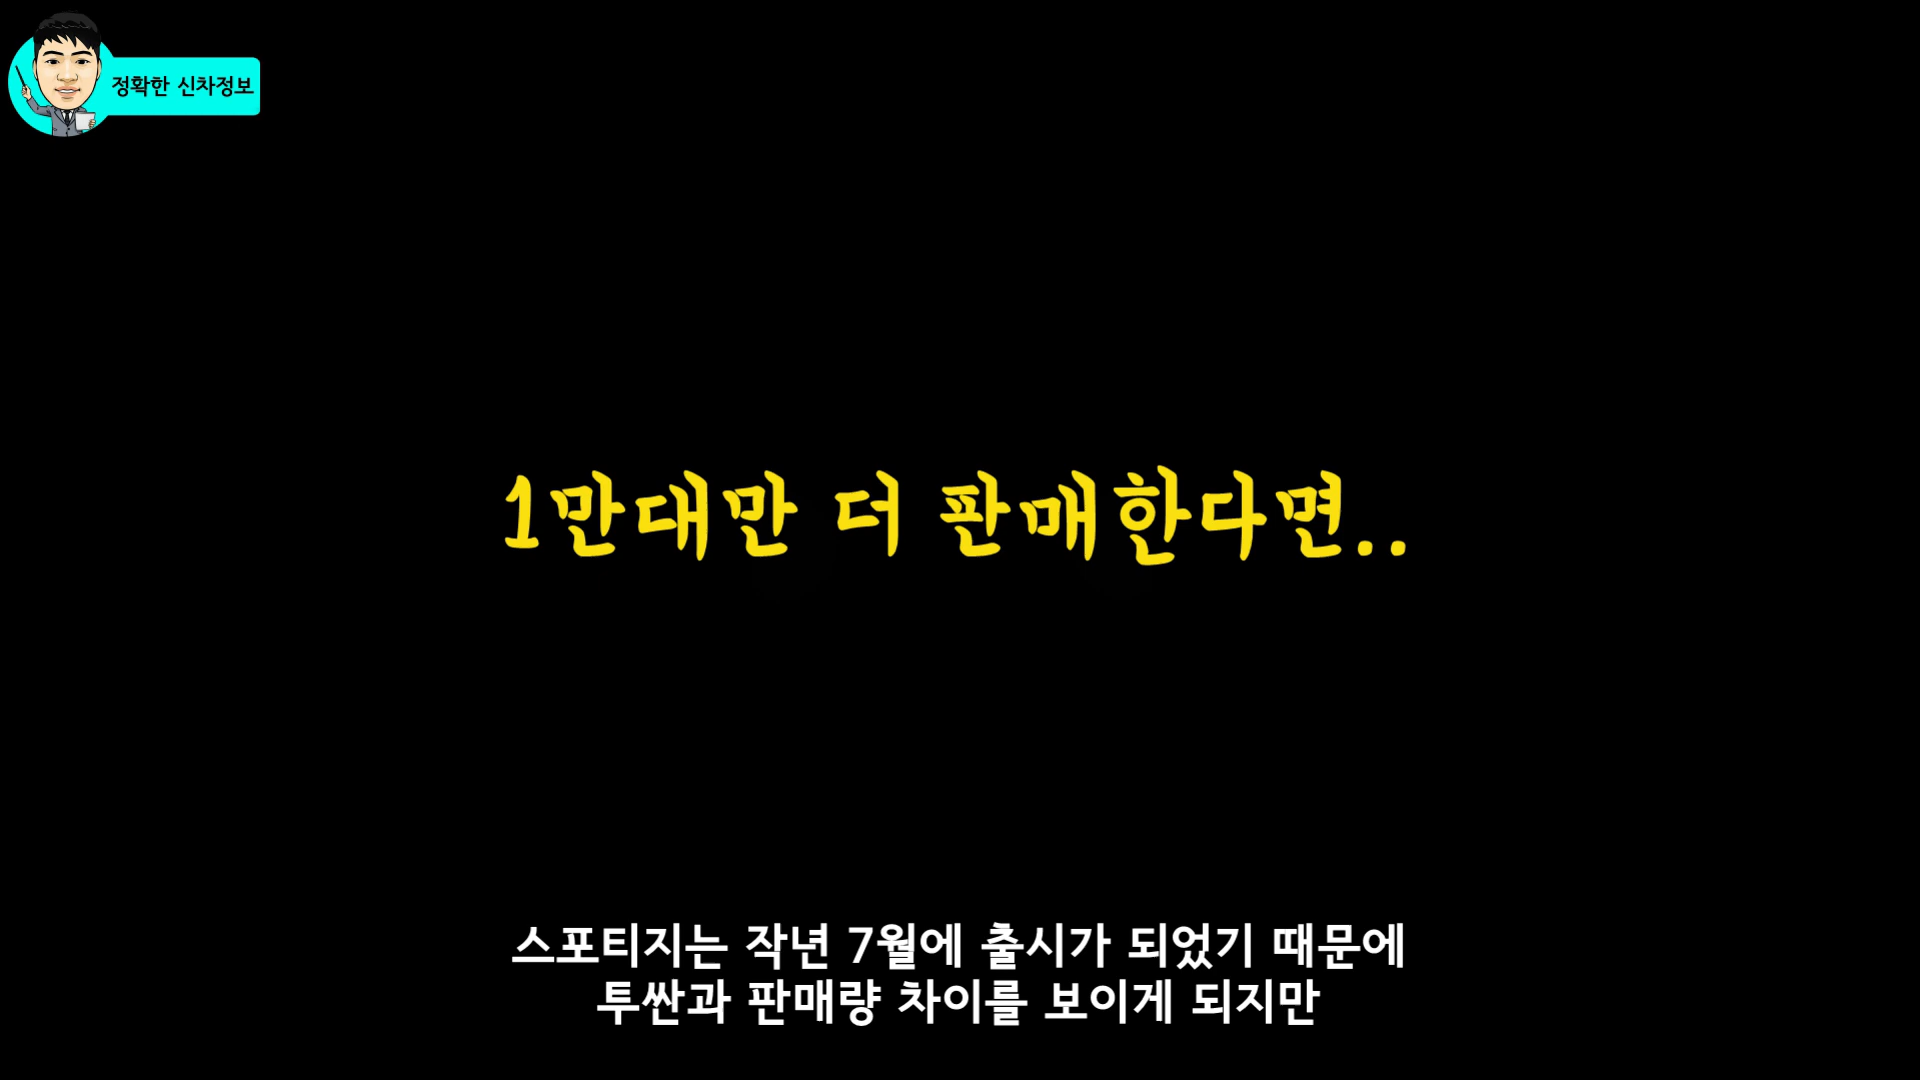 정확한 신차정보
1만대만 더 판매한다면..
스포티지는 작년 7월에 출시가 되었기 때문에
투싼과 판매량 차이를 보이게 되지만